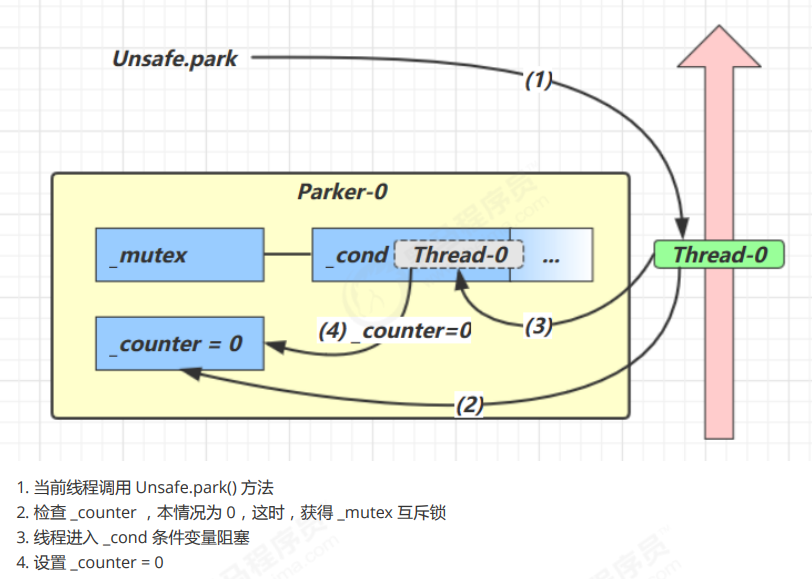 Unsafe.park
(1)
Parker-0
_mutex
_cond
Thread-0
...
Thread-0
(4) _counter=0
(3)
_counter = 0
(2)
1. 当前线程调用 Unsafe.park() 方法
2. 检查 _counter ，本情况为 0，这时，获得 _mutex 互斥锁
3. 线程进入 _cond 条件变量阻塞
4. 设置 _counter = 0